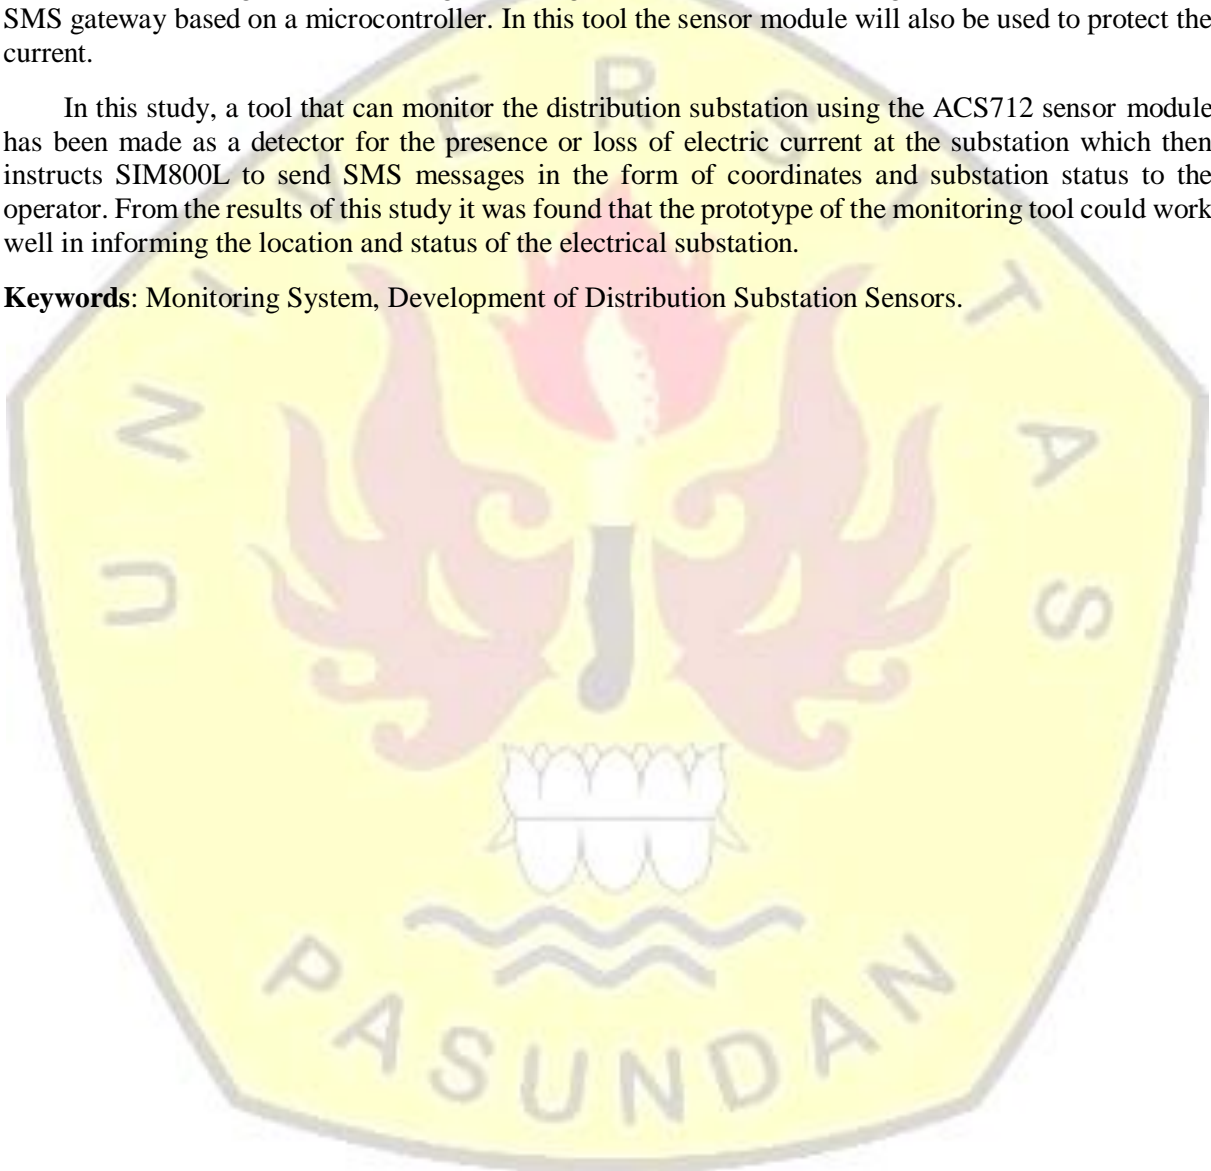 SMS gateway based on a microcontroller. In this tool the sensor module will also be used to protect the
current.
In this study, a tool that can monitor the distribution substation using the ACS712 sensor module
has been made as a detector for the presence or loss of electric current at the substation which then
instructs SIM800L to send SMS messages in the form of coordinates and substation status to the
operator. From the results of this study it was found that the prototype of the monitoring tool could work
well in informing the location and status of the electrical substation.
Keywords: Monitoring System, Development of Distribution Substation Sensors.
UNIVERSITAS
PASUNDAN